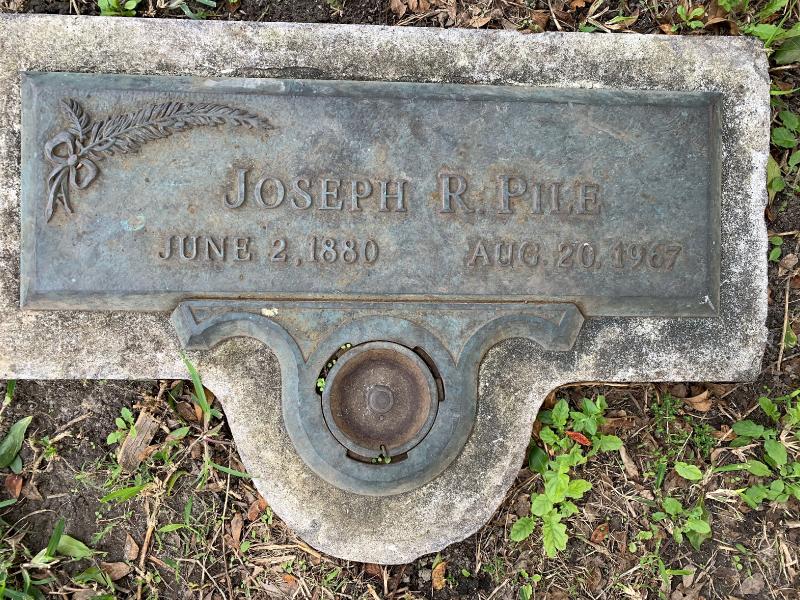 JOSEPH R. PILE
JUNE 2, 1880 AUG. 20, 1967